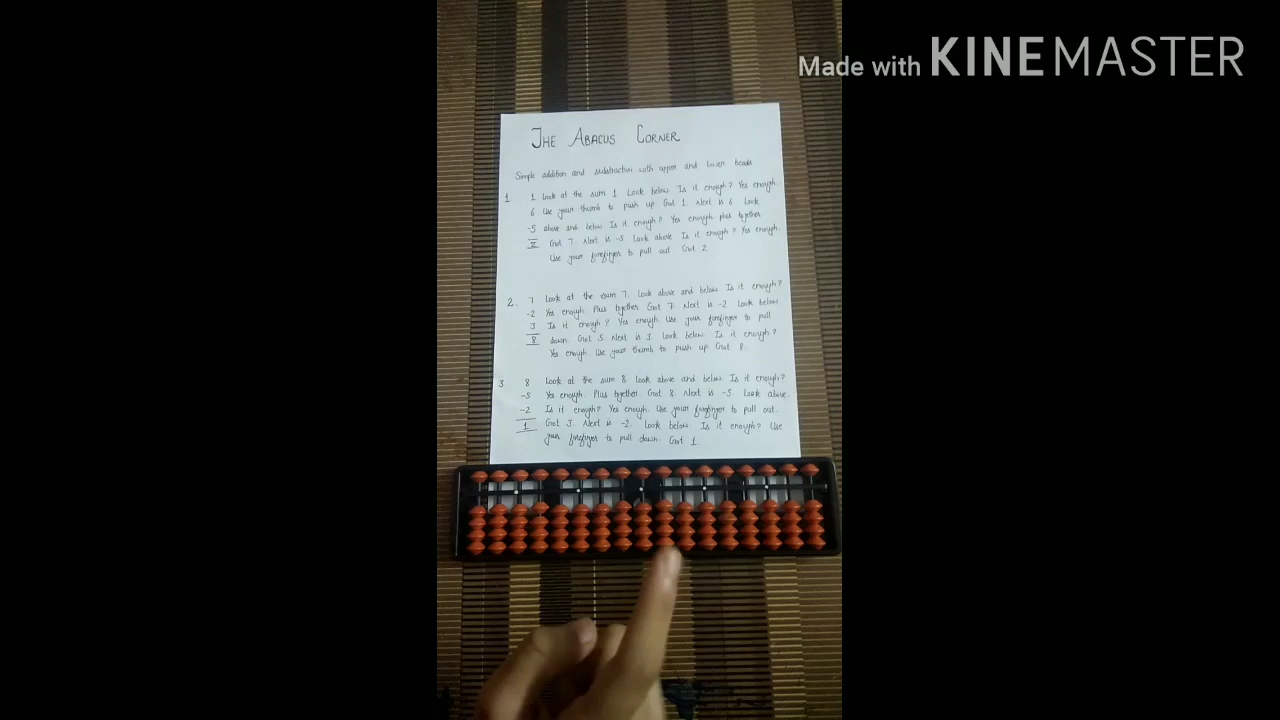 Made with KINEMASTER
THE ABACUS CORNER
Simple addition and substraction with upper and lower beads
1. 1 Look at the sum 1. Look below. Is it enough? Yes enough.
6 Use your thumb to push up. Got 1. Next is 6. Look
-5 above and below. Is it enough? Yes enough plus together
2 Got 7. Next is -5. Look above. Is it enough? Yes enough.
Use your forefinger to pull out. Got 2
2. 7 Look at the sum 7. Look above and below. Is it enough?
-2 Yes enough. Plus together. Got 7. Next is -2. Look below
3 Is it enough? Yes enough. Use your forefinger to pull
8 down. Got 5. Next is 3. Look below. Is it enough?
Yes enough. Use your thumb to push up. Got 8.
3. 8 Look at the sum 8. Look above and below. Is it enough?
-5 Yes enough. Plus together. Got 8. Next is -5. Look above.
-2 Is it enough? Yes enough. Use your forefinger to pull out.
1 Got 3. Next is -2. Look below. Is it enough? Use
your forefinger to pull down. Got 1.